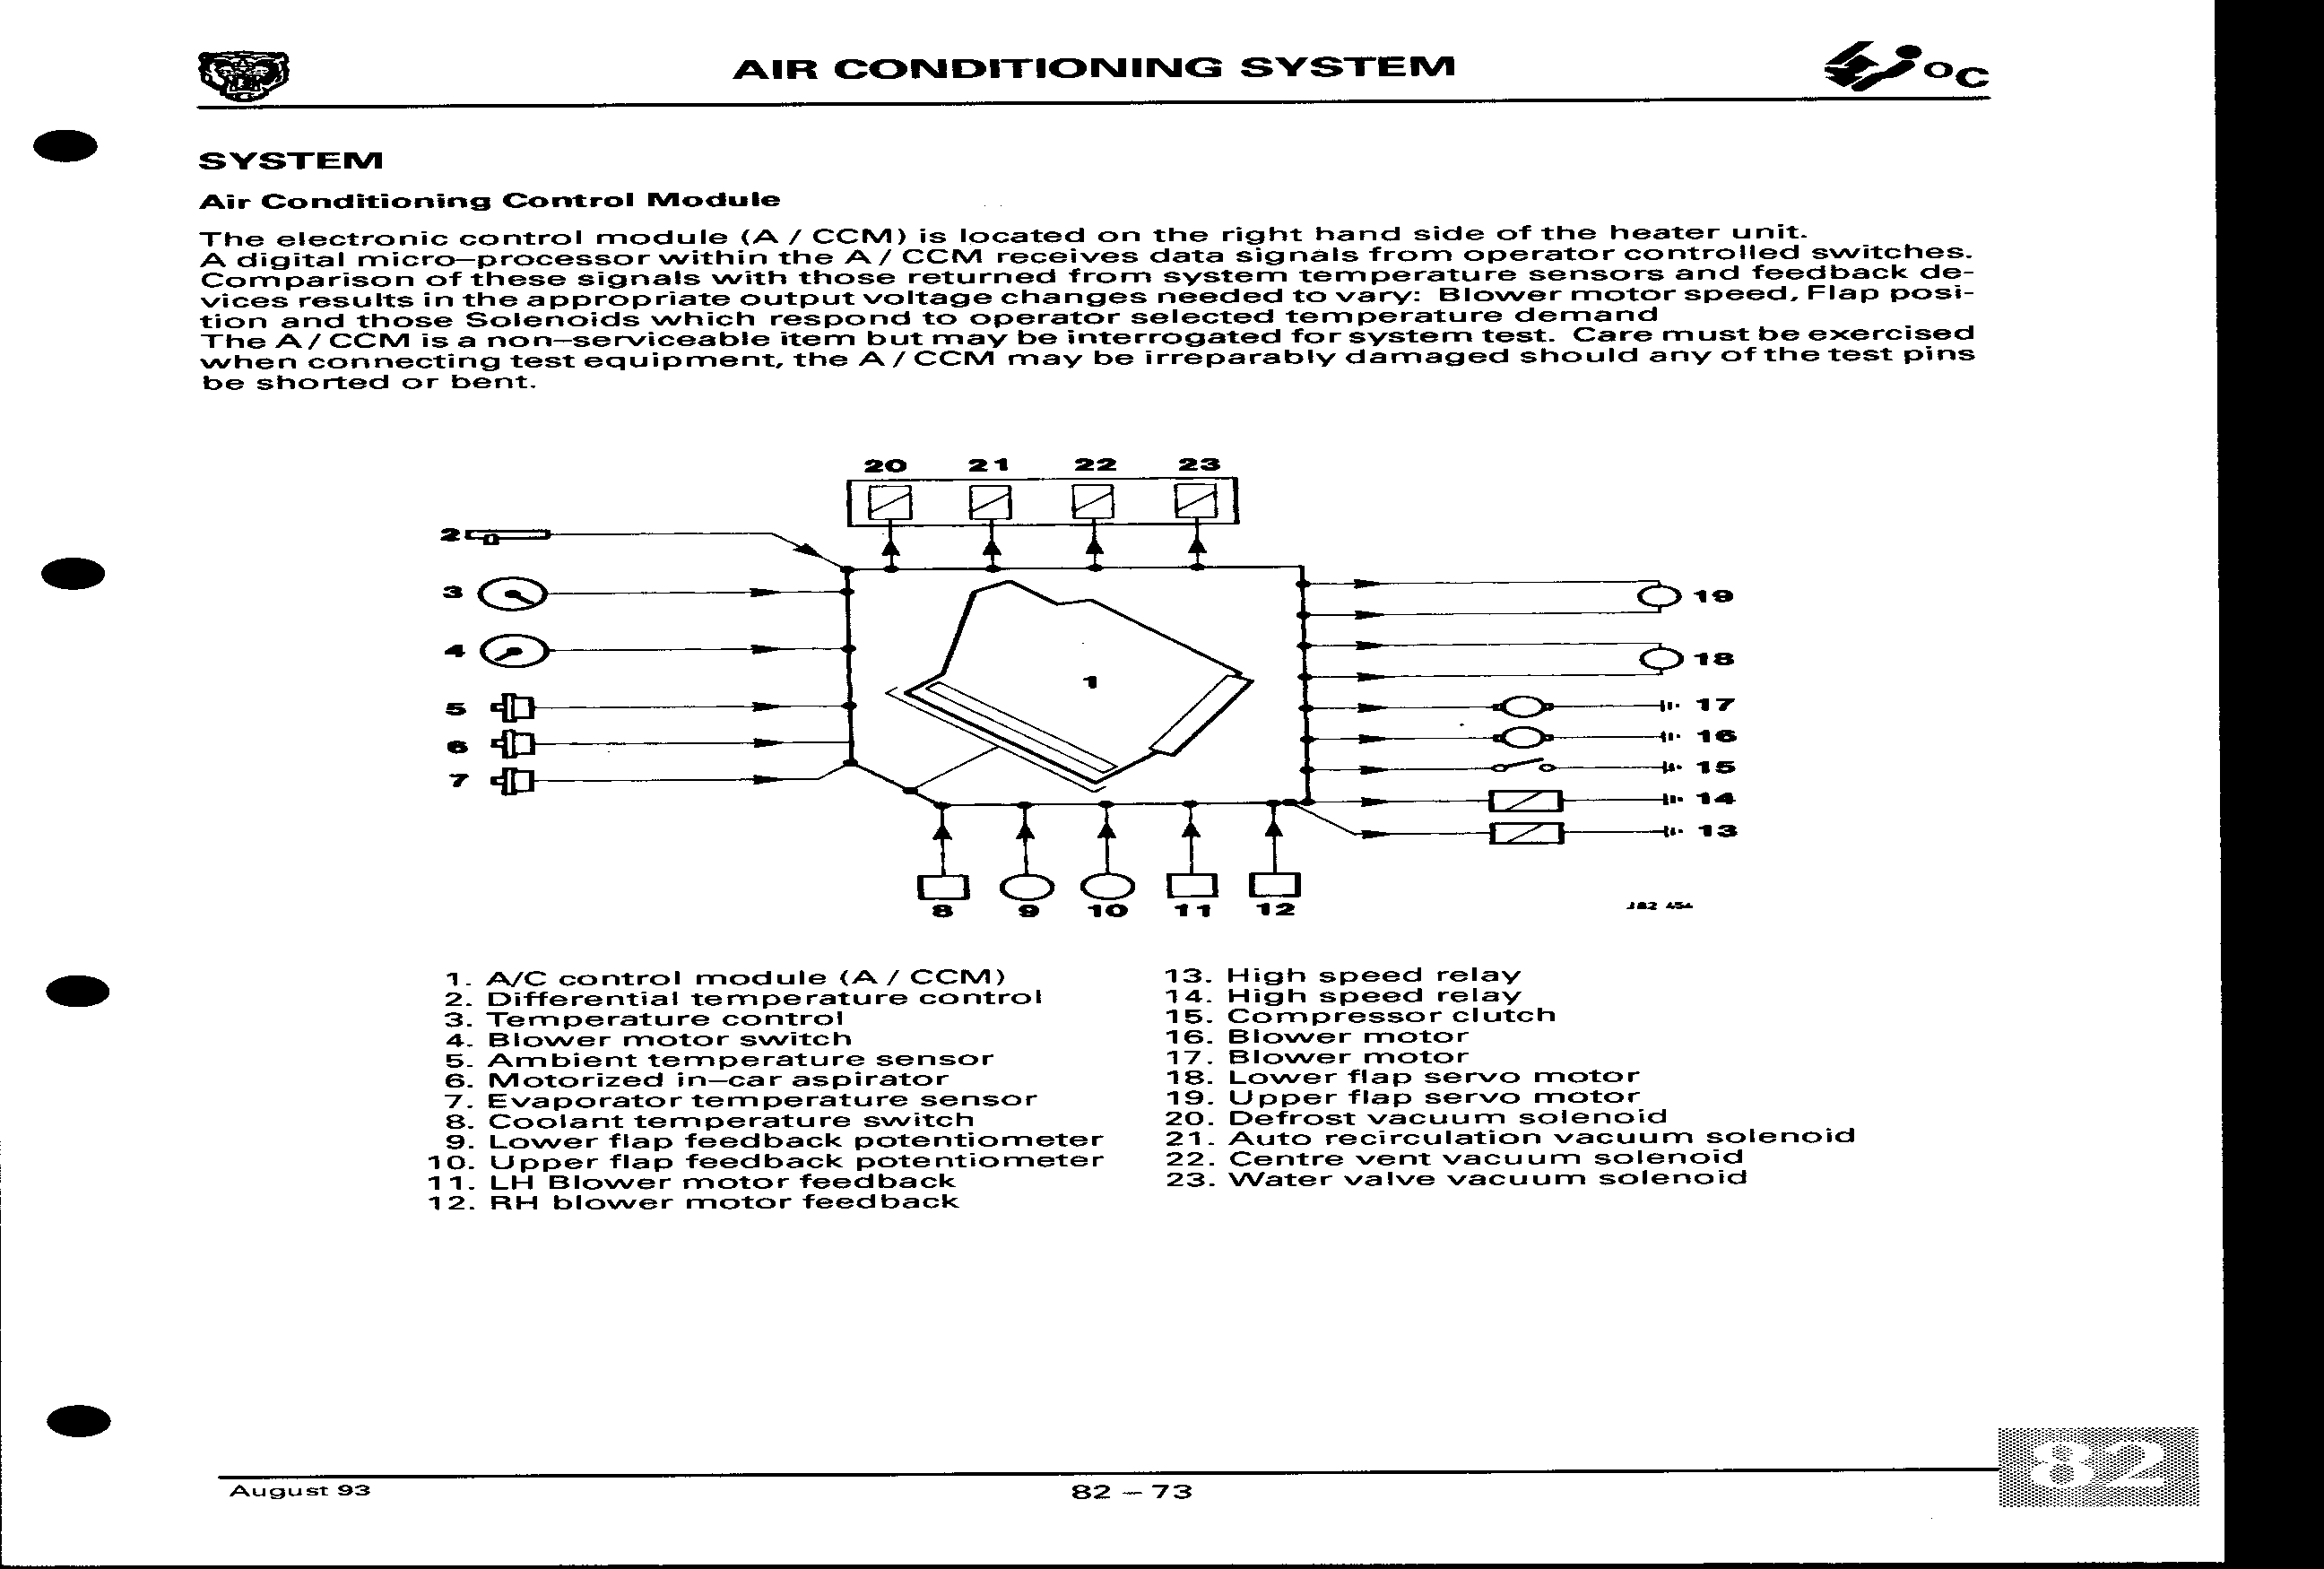 AIR CONDITIONING SYSTEM
°C
SYSTEM
Air Conditioning Control Module
The electronic control module (A / CCM) is located on the right hand side of the heater unit.
A digital micro–processor within the A / CCM receives data signals from operator controlled switches.
Comparison of these signals with those returned from system temperature sensors and feedback de-
vices results in the appropriate output voltage changes needed to vary: Blower motor speed, Flap posi-
tion and those Solenoids which respond to operator selected temperature demand
The A / CCM is a non–serviceable item but may be interrogated for system test. Care must be exercised
when connecting test equipment, the A / CCM may be irreparably damaged should any of the test pins
be shorted or bent.
20 21 22 23
2
3
4
5
6
7
1
19
18
17
16
15
14
13
8 9 10 11 12
J82 454
1. A/C control module (A / CCM)
2. Differential temperature control
3. Temperature control
4. Blower motor switch
5. Ambient temperature sensor
6. Motorized in–car aspirator
7. Evaporator temperature sensor
8. Coolant temperature switch
9. Lower flap feedback potentiometer
10. Upper flap feedback potentiometer
11. LH Blower motor feedback
12. RH blower motor feedback
13. High speed relay
14. High speed relay
15. Compressor clutch
16. Blower motor
17. Blower motor
18. Lower flap servo motor
19. Upper flap servo motor
20. Defrost vacuum solenoid
21. Auto recirculation vacuum solenoid
22. Centre vent vacuum solenoid
23. Water valve vacuum solenoid
82
August 93
82 – 73